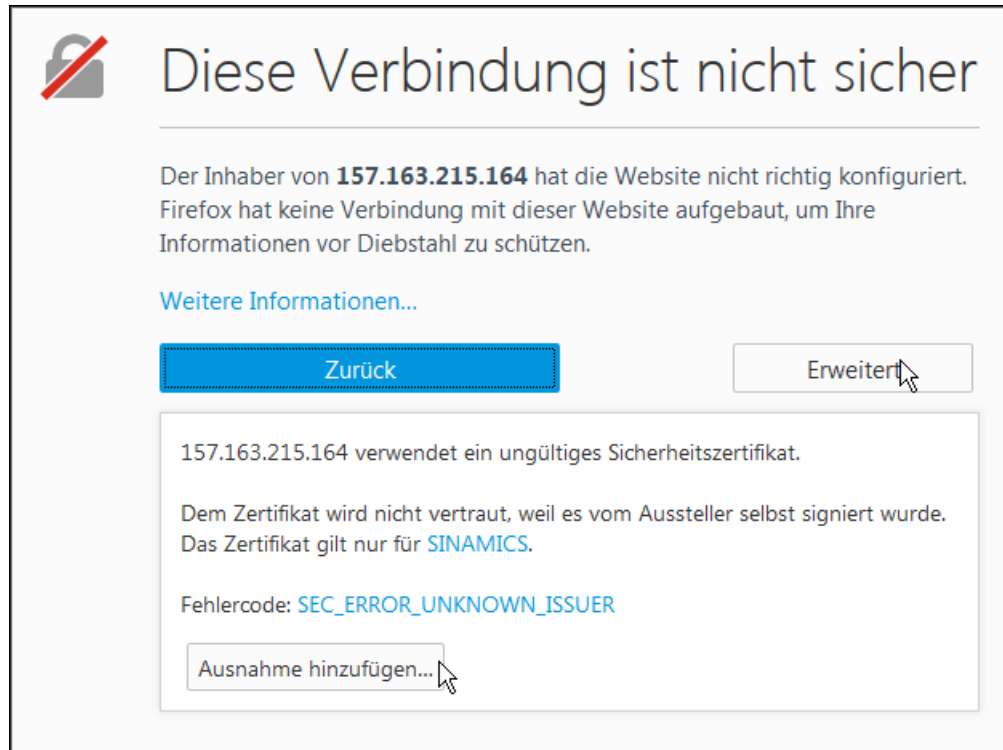 Diese Verbindung ist nicht sicher
Der Inhaber von 157.163.215.164 hat die Website nicht richtig konfiguriert.
Firefox hat keine Verbindung mit dieser Website aufgebaut, um Ihre
Informationen vor Diebstahl zu schützen.
Weitere Informationen...
Zurück
Erweitert
157.163.215.164 verwendet ein ungültiges Sicherheitszertifikat.
Dem Zertifikat wird nicht vertraut, weil es vom Aussteller selbst signiert wurde.
Das Zertifikat gilt nur für SINAMICS.
Fehlercode: SEC_ERROR_UNKNOWN_ISSUER
Ausnahme hinzufügen...